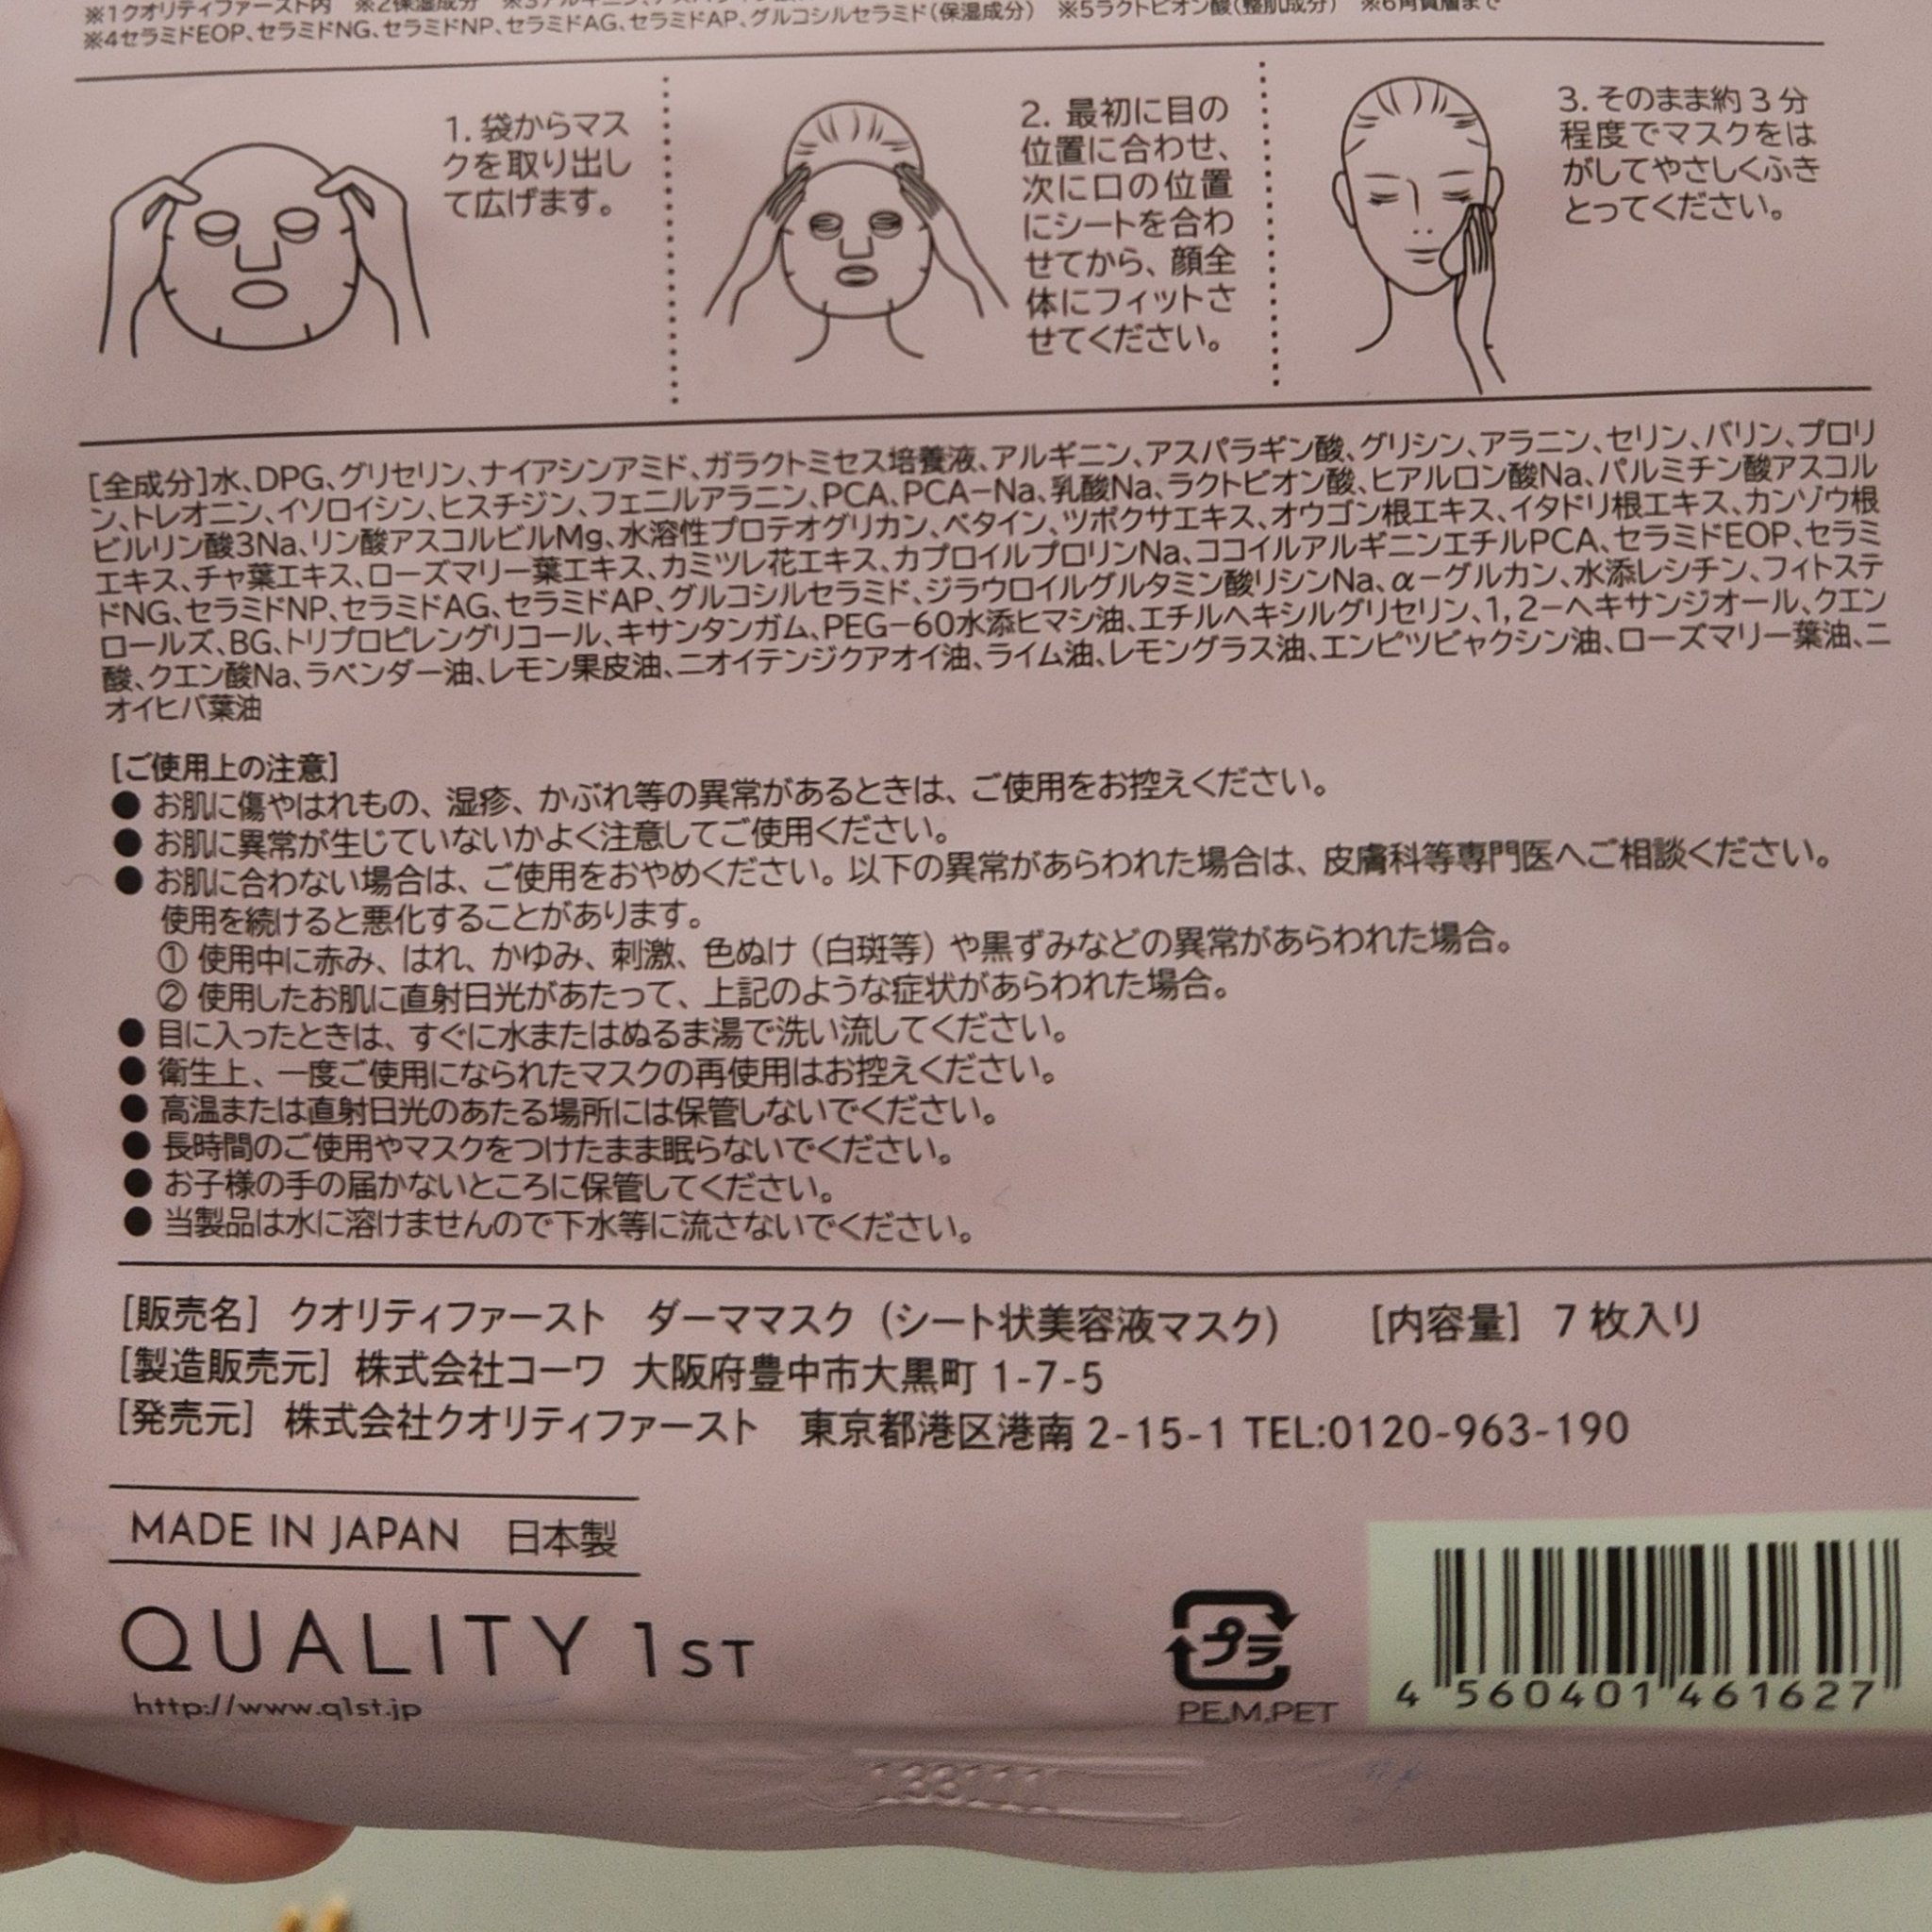 ※1クオリティファースト内 ※2保湿成分
※4セラミドEOP、セラミドNG、セラミドNP、セラミドAG、セラミドAP、グルコシルセラミド(保湿成分) ※5ラクトビオン酸(整肌成分) ※6角質層まで
1. 袋からマス
クを取り出し
て広げます。
2. 最初に目の
位置に合わせ、
次に口の位置
にシートを合わ
せてから、顔全
体にフィットさ
せてください。
3. そのまま約3分
程度でマスクをは
がしてやさしくふき
とってください。
[全成分]水、DPG、グリセリン、ナイアシンアミド、ガラクトミセス培養液、アルギニン、アスパラギン酸、グリシン、アラニン、セリン、バリン、プロリ
ン、トレオニン、イソロイシン、ヒスチジン、フェニルアラニン、PCA、PCA-Na、乳酸Na、ラクトビオン酸、ヒアルロン酸Na、パルミチン酸アスコル
ビルリン酸3Na、リン酸アスコルビルMg、水溶性プロテオグリカン、ベタイン、ツボクサエキス、オウゴン根エキス、イタドリ根エキス、カンゾウ根
エキス、チャ葉エキス、ローズマリー葉エキス、カミツレ花エキス、カプロイルプロリンNa、ココイルアルギニンエチルPCA、セラミドEOP、セラミ
ドNG、セラミドNP、セラミドAG、セラミドAP、グルコシルセラミド、ジラウロイルグルタミン酸リシンNa、α-グルカン、水添レシチン、フィトステ
ロールズ、BG、トリプロピレングリコール、キサンタンガム、PEG-60水添ヒマシ油、エチルヘキシルグリセリン、1,2-ヘキサンジオール、クエン
酸、クエン酸Na、ラベンダー油、レモン果皮油、ニオイテンジクアオイ油、ライム油、レモングラス油、エンピツビャクシン油、ローズマリー葉油、ニ
オイヒバ葉油
[ご使用上の注意]
● お肌に傷やはれもの、湿疹、かぶれ等の異常があるときは、ご使用をお控えください。
● お肌に異常が生じていないかよく注意してご使用ください。
● お肌に合わない場合は、ご使用をおやめください。以下の異常があらわれた場合は、皮膚科等専門医へご相談ください。
使用を続けると悪化することがあります。
① 使用中に赤み、はれ、かゆみ、刺激、色ぬけ(白斑等)や黒ずみなどの異常があらわれた場合。
② 使用したお肌に直射日光があたって、上記のような症状があらわれた場合。
● 目に入ったときは、すぐに水またはぬるま湯で洗い流してください。
● 衛生上、一度ご使用になられたマスクの再使用はお控えください。
● 高温または直射日光のあたる場所には保管しないでください。
● 長時間のご使用やマスクをつけたまま眠らないでください。
● お子様の手の届かないところに保管してください。
● 当製品は水に溶けませんので下水等に流さないでください。
[販売名] クオリティファースト ダーママスク(シート状美容液マスク) [内容量] 7枚入り
[製造販売元] 株式会社コーワ 大阪府豊中市大黒町 1-7-5
[発売元] 株式会社クオリティファースト 東京都港区港南 2-15-1 TEL:0120-963-190
MADE IN JAPAN 日本製
QUALITY 1ST
http://www.q1st.jp
プラ
PE.M.PET
4 560401 461627